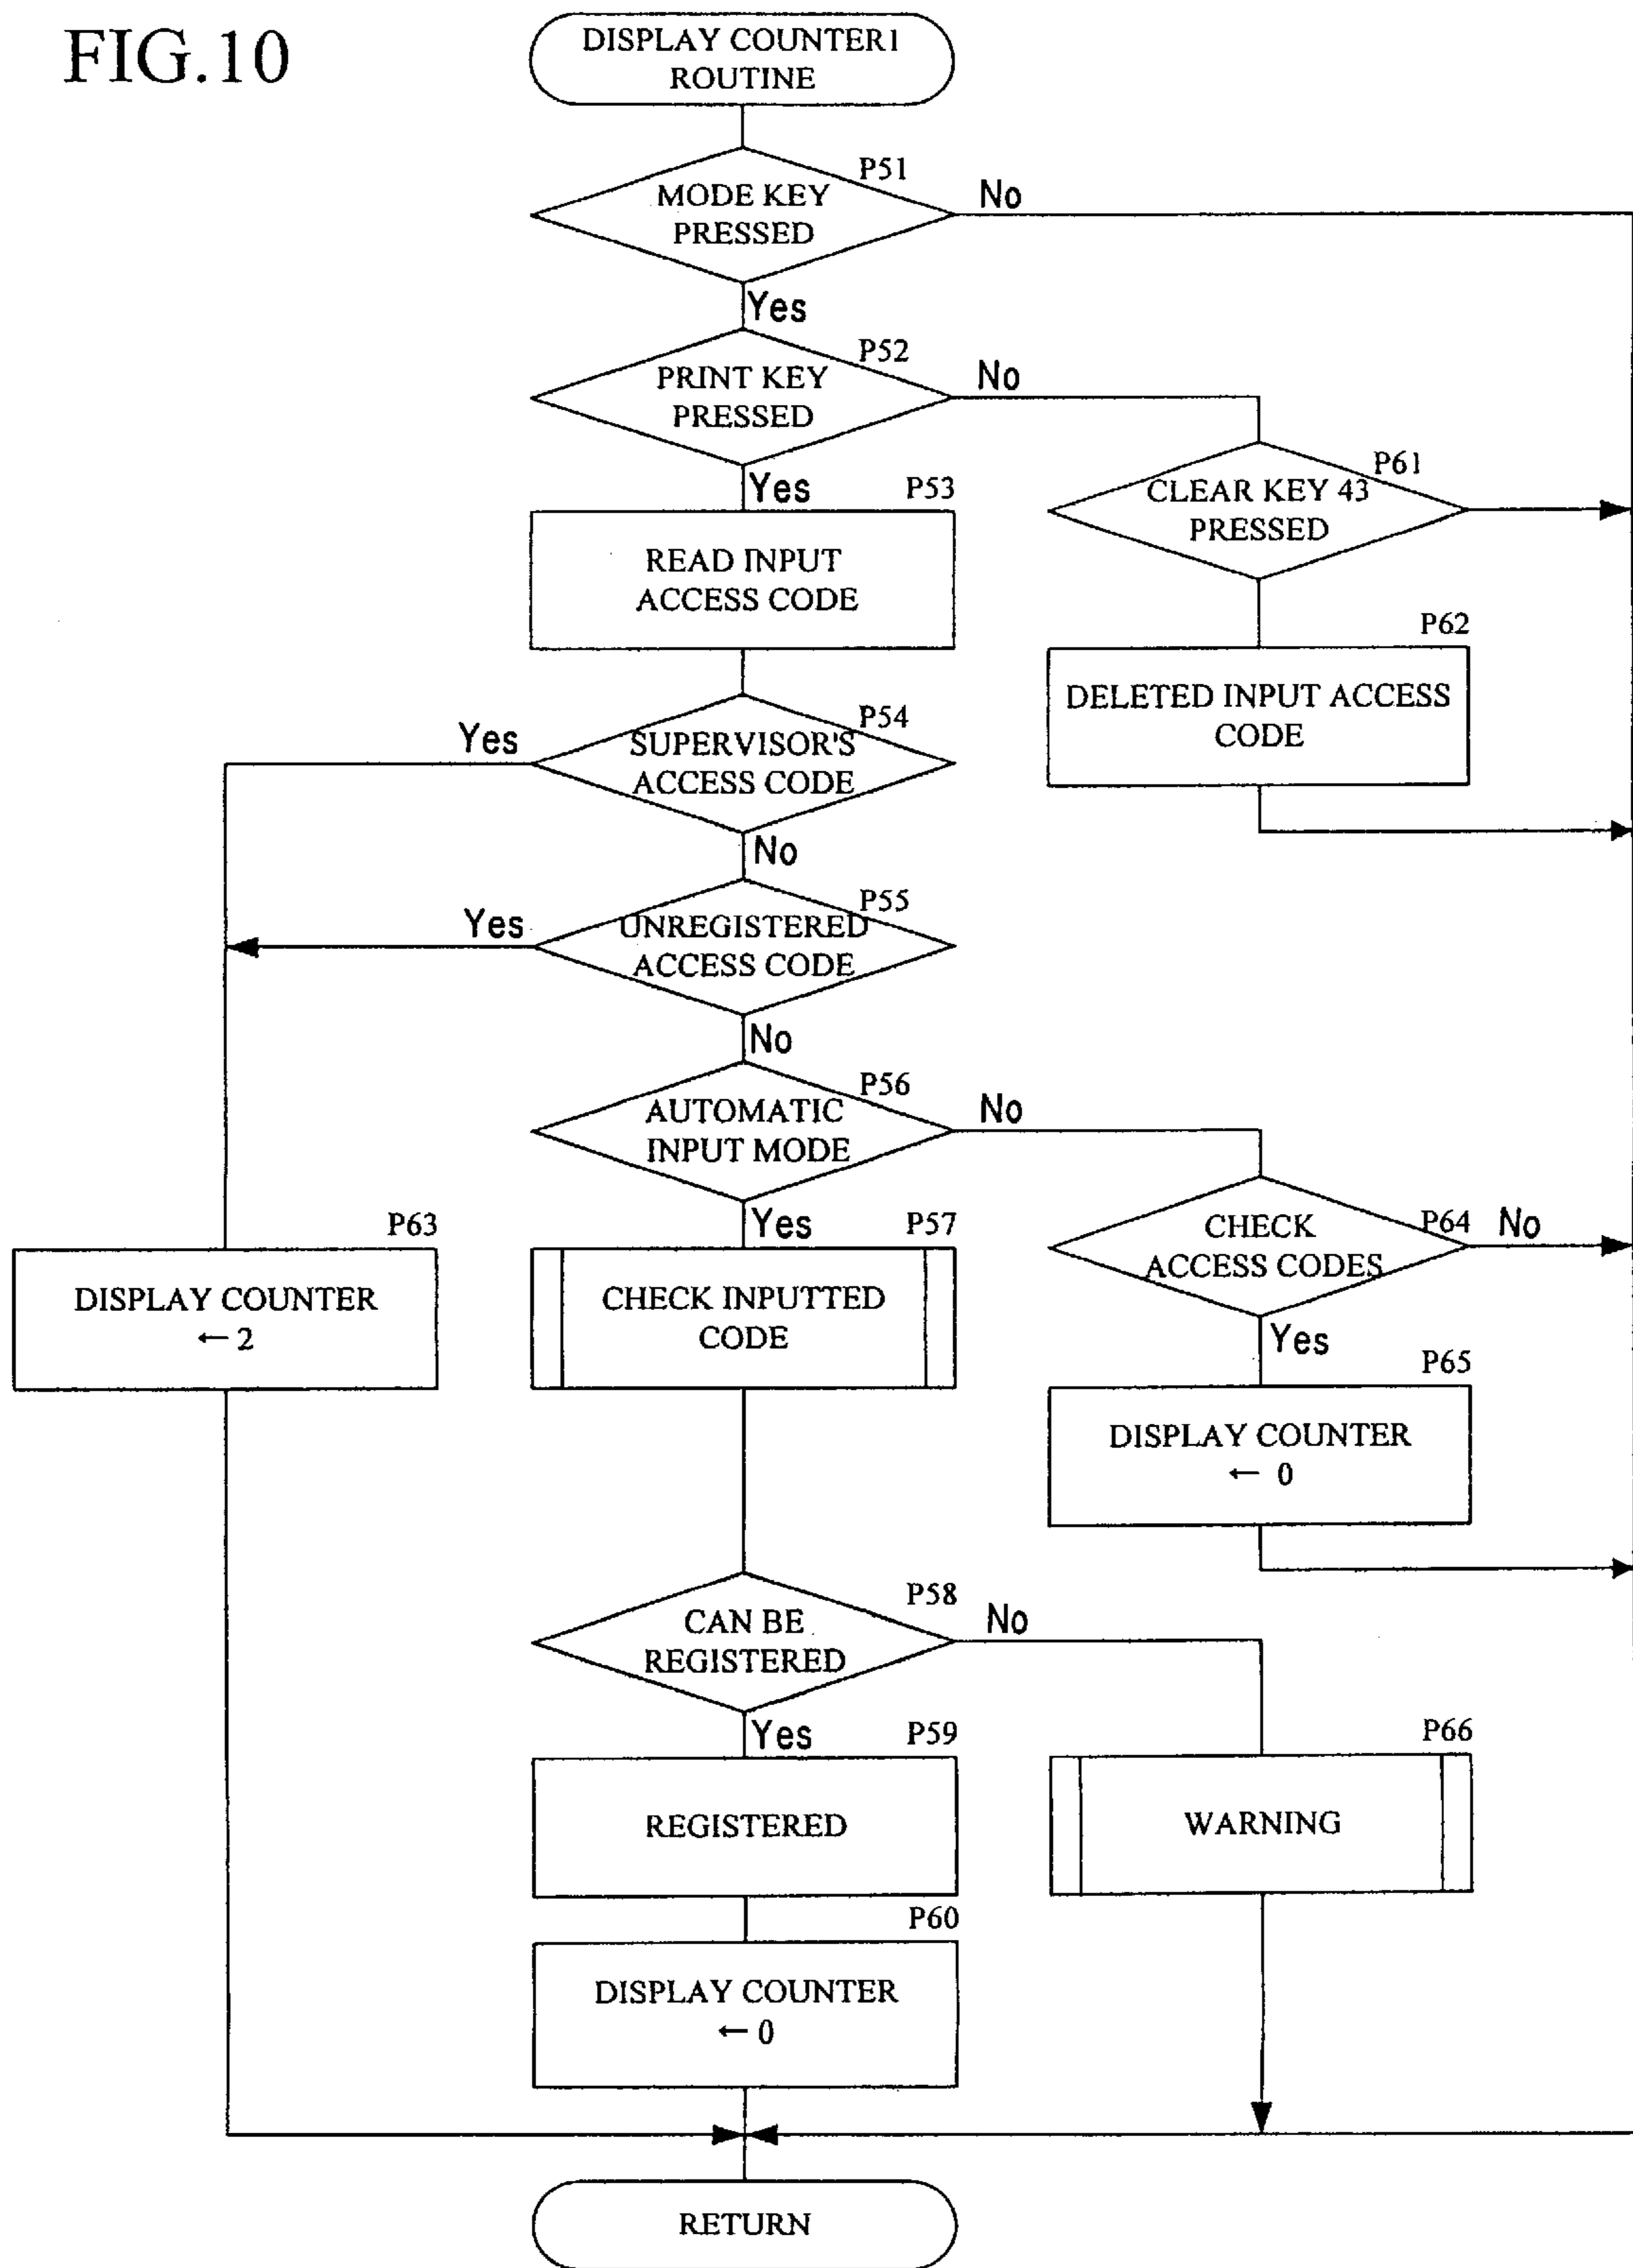 FIG.10
DISPLAY COUNTER1
ROUTINE
P51
MODE KEY
PRESSED
No
Yes
P52
PRINT KEY
PRESSED
No
Yes
P53
READ INPUT
ACCESS CODE
P61
CLEAR KEY 43
PRESSED
P62
DELETED INPUT ACCESS
CODE
P54
SUPERVISOR'S
ACCESS CODE
Yes
No
P55
UNREGISTERED
ACCESS CODE
Yes
No
P56
AUTOMATIC
INPUT MODE
No
Yes
P63
DISPLAY COUNTER
← 2
P57
CHECK INPUTTED
CODE
P64
CHECK
ACCESS CODES
No
Yes
P65
DISPLAY COUNTER
← 0
P58
CAN BE
REGISTERED
No
Yes
P59
REGISTERED
P66
WARNING
P60
DISPLAY COUNTER
← 0
RETURN